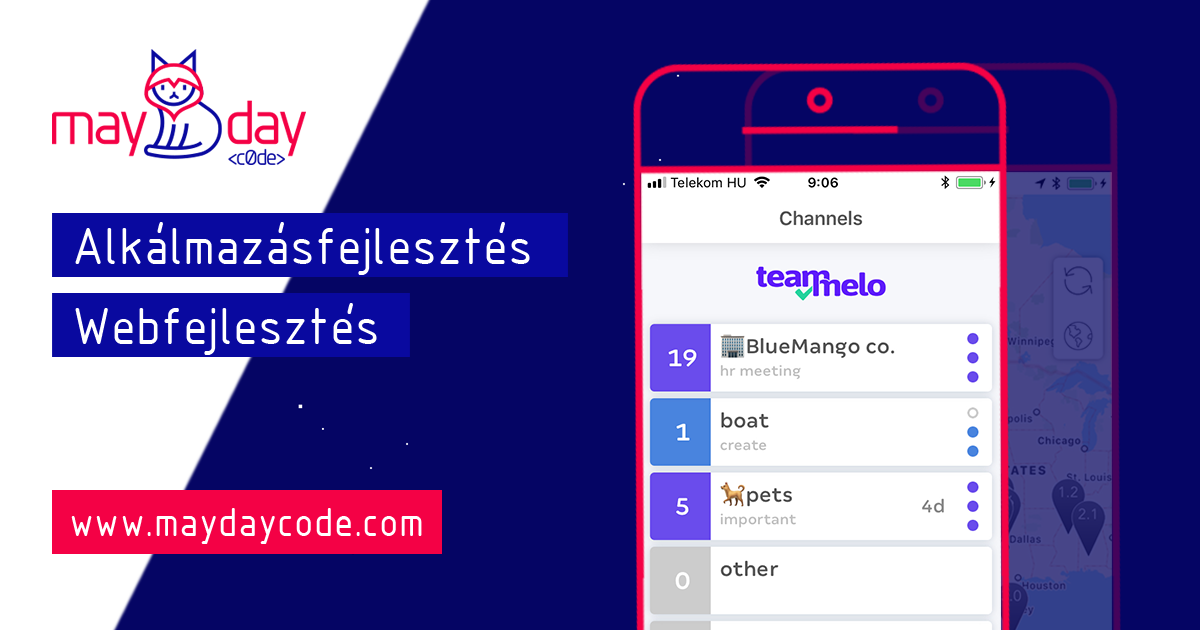 may day
<c0de>
Alkálmazásfejlesztés
Webfejlesztés
www.maydaycode.com
Telekom HU 9:06
Channels
teammelo
19 BlueMango co.
hr meeting
1 boat
create
5 pets 4d
important
0 other
Winnipeg
Chicago
St. Louis
1.2
2.1
Dallas
Houston